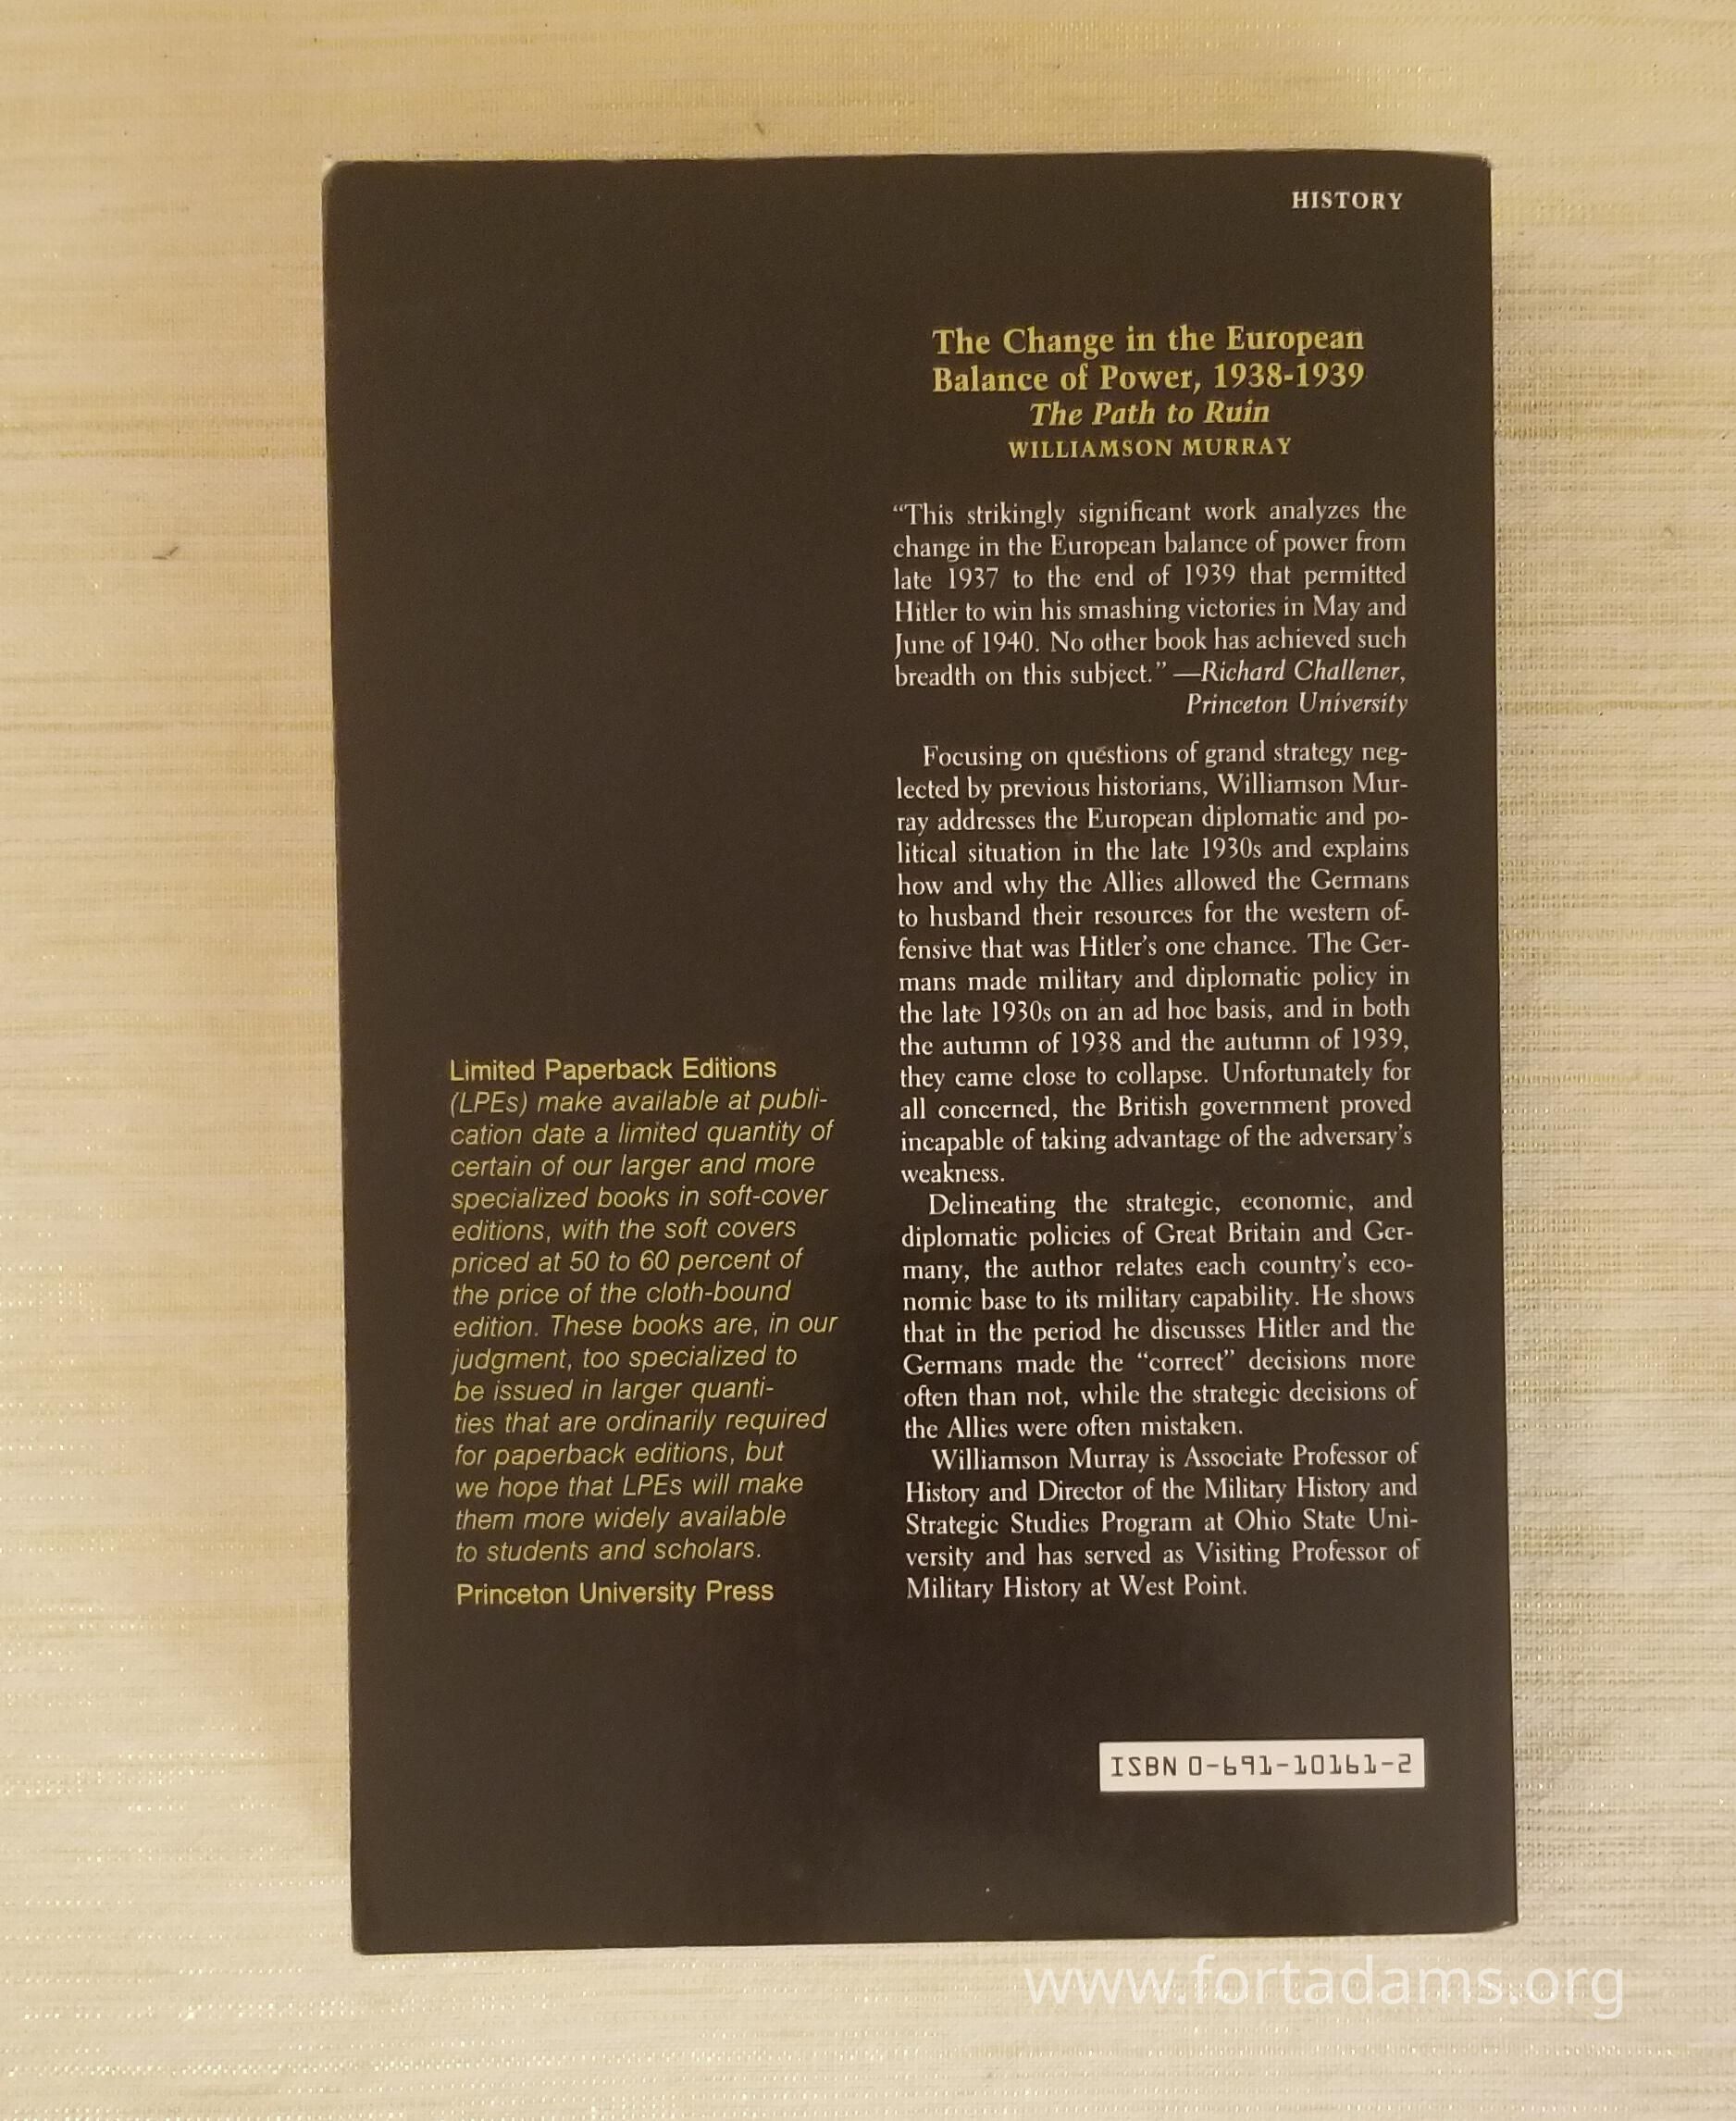 HISTORY
The Change in the European
Balance of Power, 1938-1939
The Path to Ruin
WILLIAMSON MURRAY
“This strikingly significant work analyzes the
change in the European balance of power from
late 1937 to the end of 1939 that permitted
Hitler to win his smashing victories in May and
June of 1940. No other book has achieved such
breadth on this subject.” —Richard Challener,
Princeton University
Focusing on questions of grand strategy neg-
lected by previous historians, Williamson Mur-
ray addresses the European diplomatic and po-
litical situation in the late 1930s and explains
how and why the Allies allowed the Germans
to husband their resources for the western of-
fensive that was Hitler’s one chance. The Ger-
mans made military and diplomatic policy in
the late 1930s on an ad hoc basis, and in both
the autumn of 1938 and the autumn of 1939,
they came close to collapse. Unfortunately for
all concerned, the British government proved
incapable of taking advantage of the adversary’s
weakness.
Delineating the strategic, economic, and
diplomatic policies of Great Britain and Ger-
many, the author relates each country’s eco-
nomic base to its military capability. He shows
that in the period he discusses Hitler and the
Germans made the “correct” decisions more
often than not, while the strategic decisions of
the Allies were often mistaken.
Williamson Murray is Associate Professor of
History and Director of the Military History and
Strategic Studies Program at Ohio State Uni-
versity and has served as Visiting Professor of
Military History at West Point.
Limited Paperback Editions
(LPEs) make available at publi-
cation date a limited quantity of
certain of our larger and more
specialized books in soft-cover
editions, with the soft covers
priced at 50 to 60 percent of
the price of the cloth-bound
edition. These books are, in our
judgment, too specialized to
be issued in larger quanti-
ties that are ordinarily required
for paperback editions, but
we hope that LPEs will make
them more widely available
to students and scholars.
Princeton University Press
ISBN 0-691-10161-2
www.fortadams.org